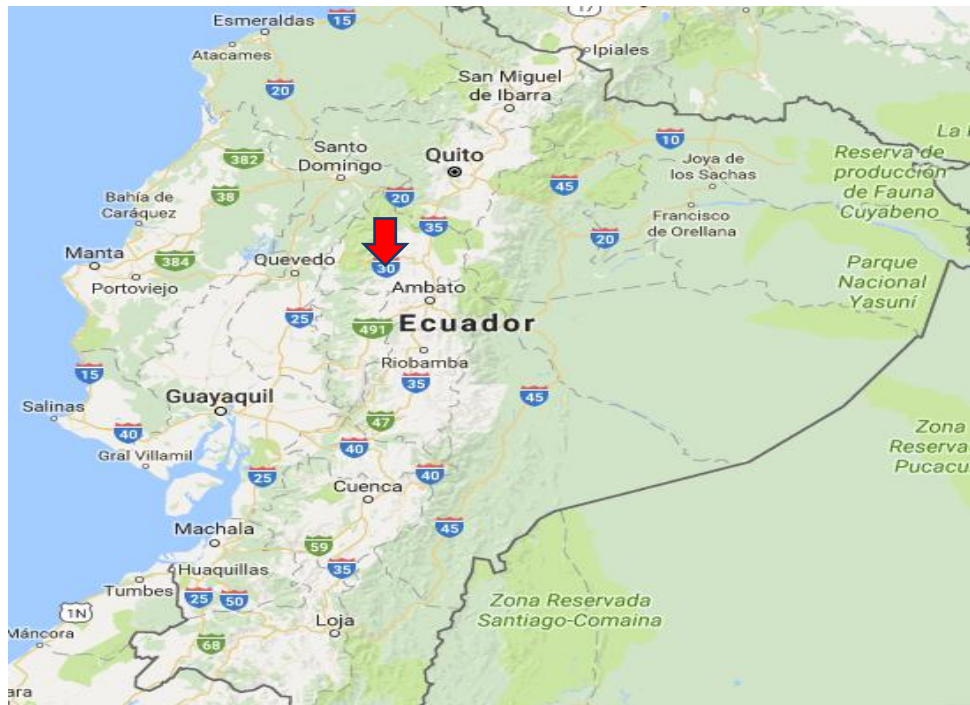 Esmeraldas
15
17
Atacames
Ipiales
San Miguel
de Ibarra
20
10
382
Santo
Domingo
Quito
Joya de
los Sachas
La
Reserva de
producción
de Fauna
Cuyabeno
45
38
20
Bahía de
Caráquez
35
Francisco
de Orellana
20
Manta
384
Quevedo
30
Parque
Nacional
Yasuní
Portoviejo
Ambato
25
491
Ecuador
Riobamba
15
35
45
Guayaquil
Salinas
47
40
40
Zona
Reserva
Pucacu
Gral Villamil
25
40
Cuenca
Machala
45
59
Huaquillas
35
Tumbes
25
50
1N
Zona Reservada
Santiago-Comaina
Loja
Máncora
68
ara